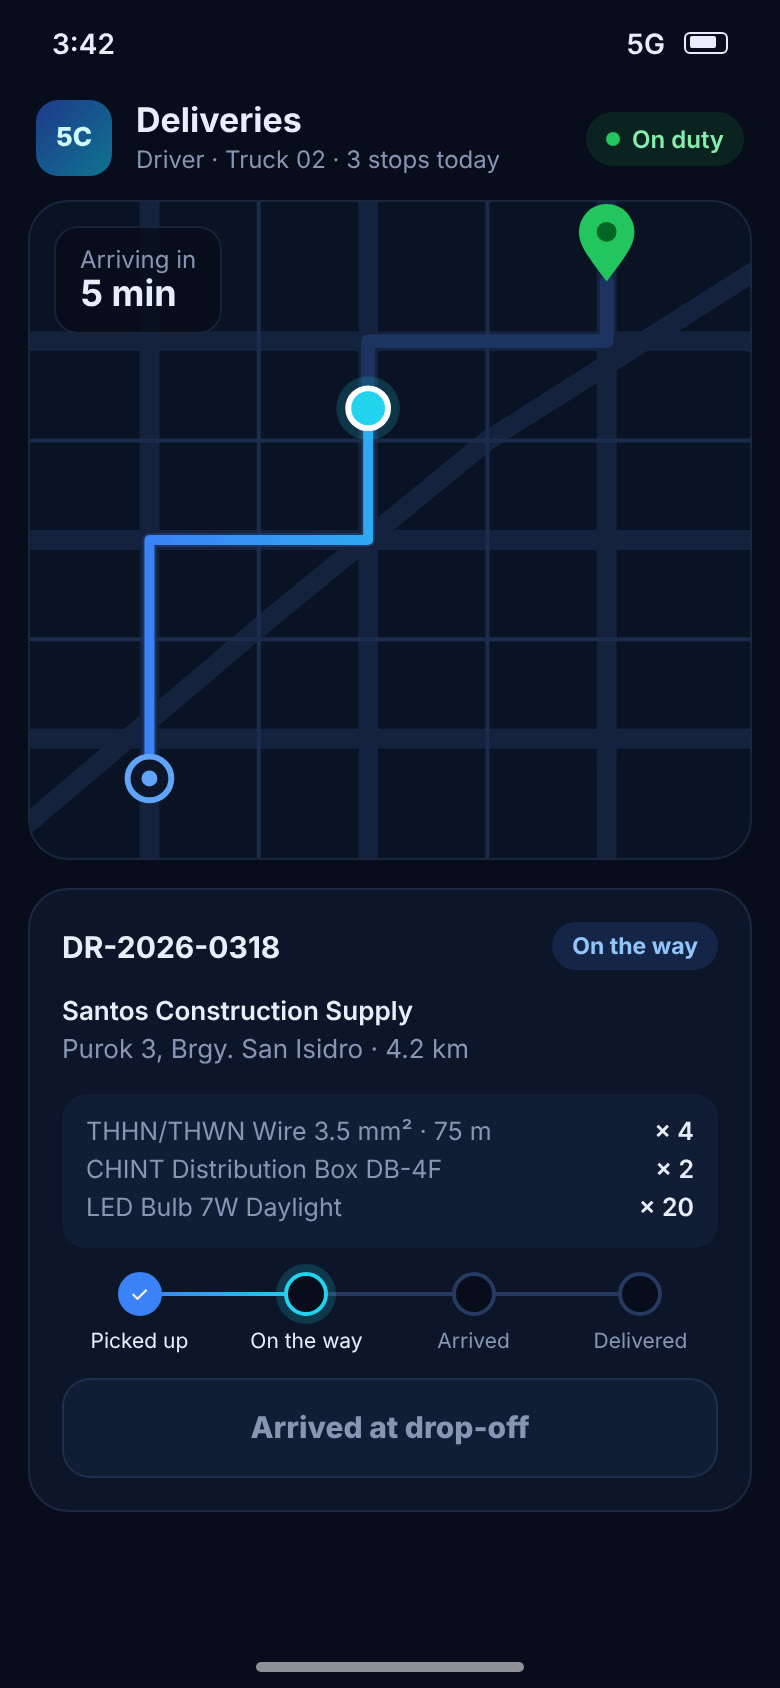 3:42
5G
5C
Deliveries
Driver · Truck 02 · 3 stops today
On duty
Arriving in
5 min
DR-2026-0318
On the way
Santos Construction Supply
Purok 3, Brgy. San Isidro · 4.2 km
THHN/THWN Wire 3.5 mm² · 75 m × 4
CHINT Distribution Box DB-4F × 2
LED Bulb 7W Daylight × 20
Picked up On the way Arrived Delivered
Arrived at drop-off